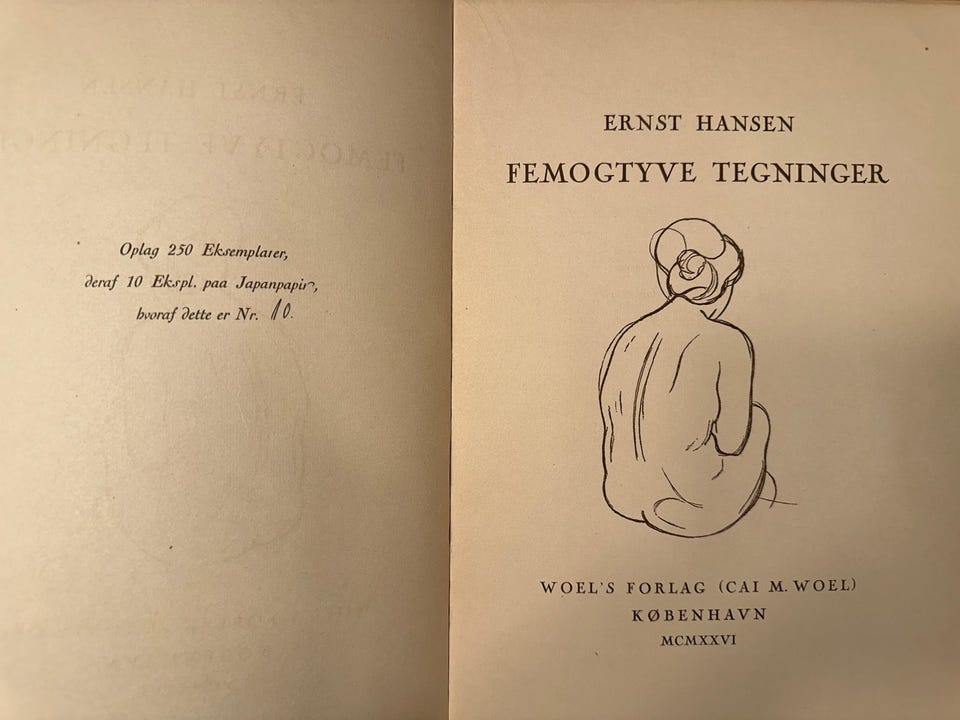 Oplag 250 Eksemplarer,
deraf 10 Ekspl. paa Japanpapir,
hvoraf dette er Nr. 10.
ERNST HANSEN
FEMOGTYVE TEGNINGER
WOEL'S FORLAG (CAI M. WOEL)
KØBENHAVN
MCMXXVI